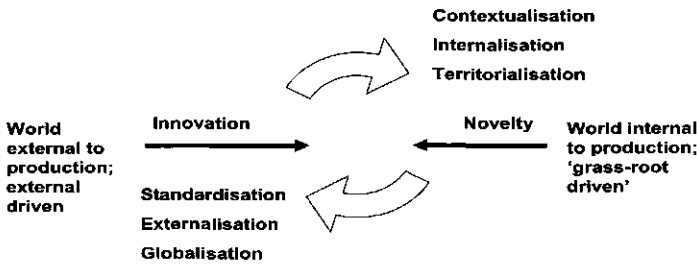 Contextualisation
Internalisation
Territorialisation
World
external to
production;
external
driven
Innovation
Novelty
World internal
to production;
'grass-root
driven'
Standardisation
Externalisation
Globalisation